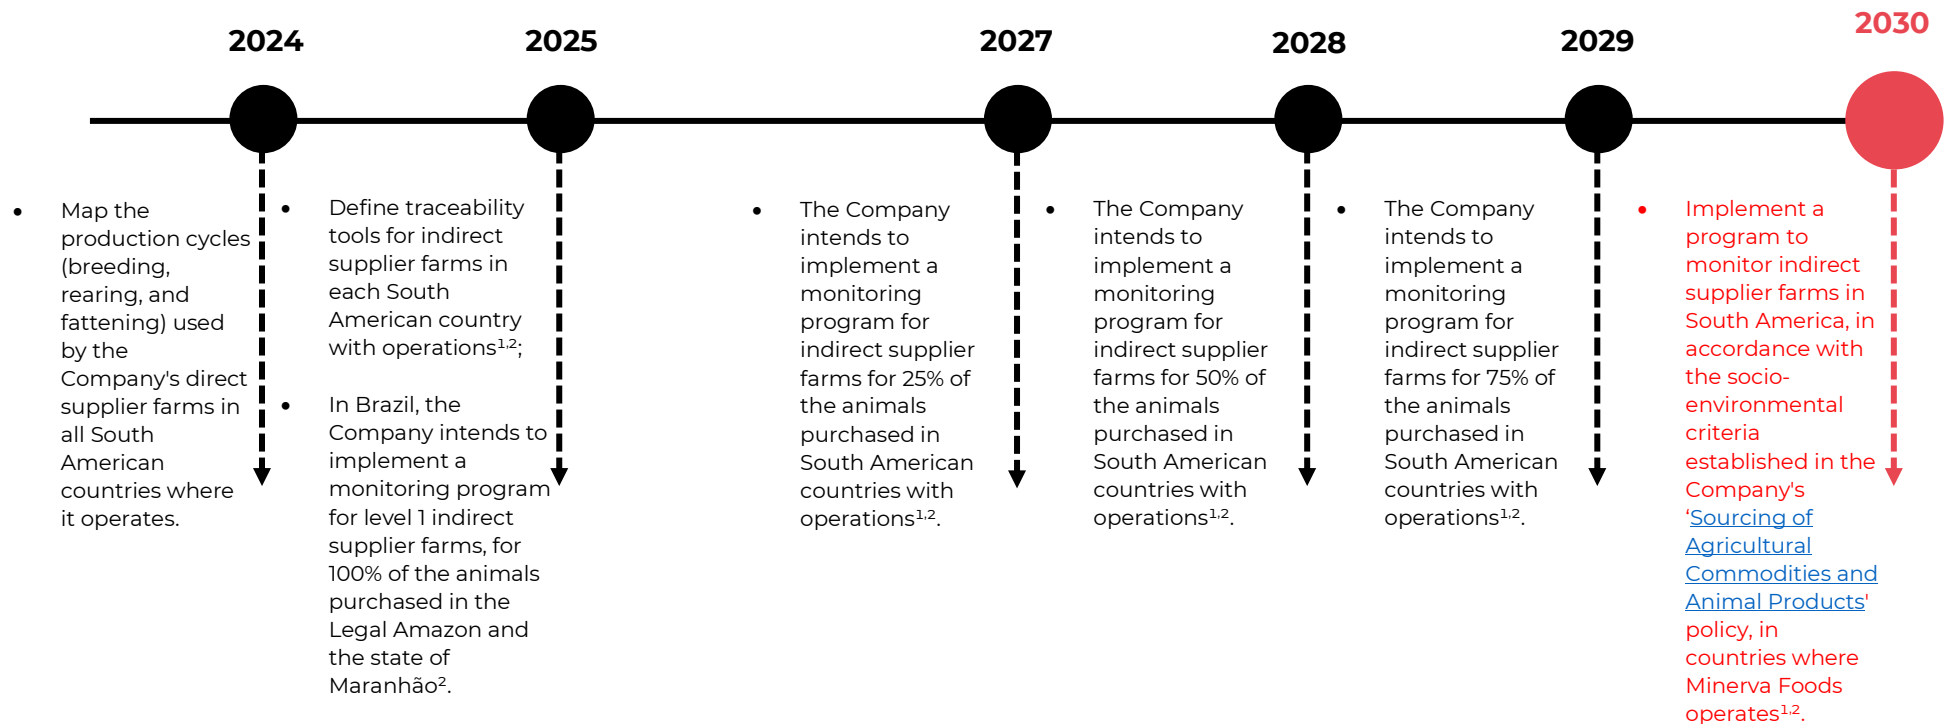 2024
2025
2027
2028
2029
2030
• Map the
production cycles
(breeding,
rearing, and
fattening) used
by the
Company's direct
supplier farms in
all South
American
countries where
it operates.
• Define traceability
tools for indirect
supplier farms in
each South
American country
with operations¹,²;
• In Brazil, the
Company intends to
implement a
monitoring program
for level 1 indirect
supplier farms, for
100% of the animals
purchased in the
Legal Amazon and
the state of
Maranhão².
• The Company
intends to
implement a
monitoring
program for
indirect supplier
farms for 25% of
the animals
purchased in
South American
countries with
operations¹,².
• The Company
intends to
implement a
monitoring
program for
indirect supplier
farms for 50% of
the animals
purchased in
South American
countries with
operations¹,².
• The Company
intends to
implement a
monitoring
program for
indirect supplier
farms for 75% of
the animals
purchased in
South American
countries with
operations¹,².
• Implement a
program to
monitor indirect
supplier farms in
South America, in
accordance with
the socio-
environmental
criteria
established in the
Company's
‘Sourcing of
Agricultural
Commodities and
Animal Products'
policy, in
countries where
Minerva Foods
operates¹,².